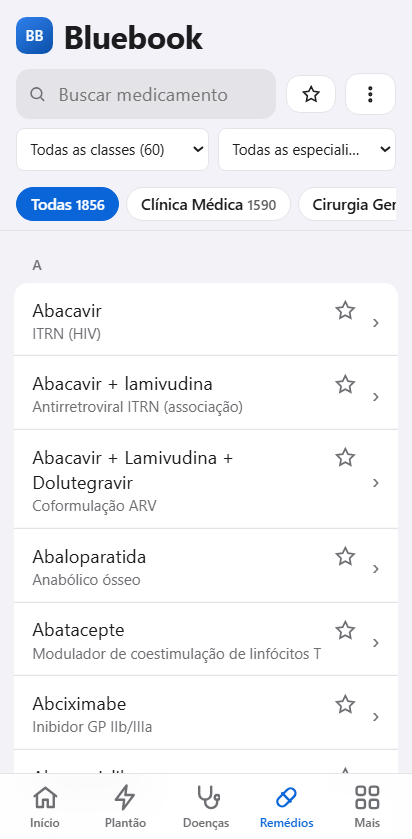 BB Bluebook
Buscar medicamento
Todas as classes (60) Todas as especiali...
Todas 1856 Clínica Médica 1590 Cirurgia Ger
A
Abacavir
ITRN (HIV)
Abacavir + lamivudina
Antirretroviral ITRN (associação)
Abacavir + Lamivudina +
Dolutegravir
Coformulação ARV
Abaloparatida
Anabólico ósseo
Abatacepte
Modulador de coestimulação de linfócitos T
Abciximabe
Inibidor GP IIb/IIIa
Início Plantão Doenças Remédios Mais